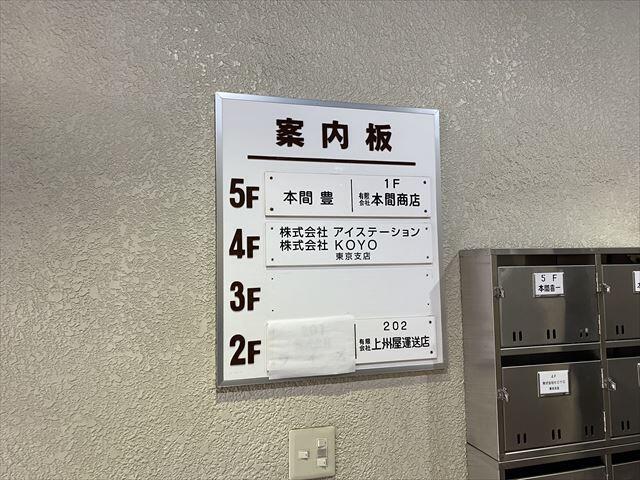 案内板
5F 本間 豊 1F 有限会社 本間商店
4F 株式会社 アイステーション
株式会社 KOYO
東京支店
3F
2F 202 有限会社 上州屋運送店
5F
本間喜一
4F